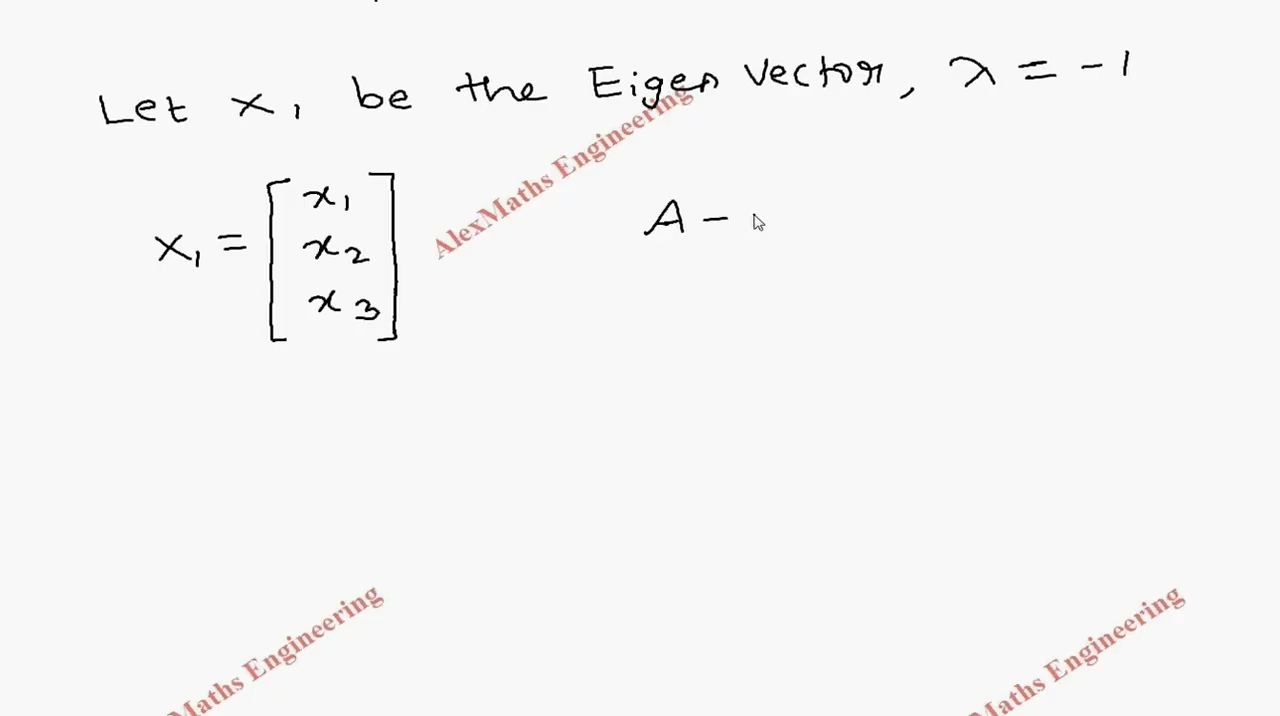 Let X₁ be the Eigen Vector, λ = -1
X₁ = [x₁
x₂
x₃]
A -
AlexMaths Engineering
Maths Engineering
Maths Engineering